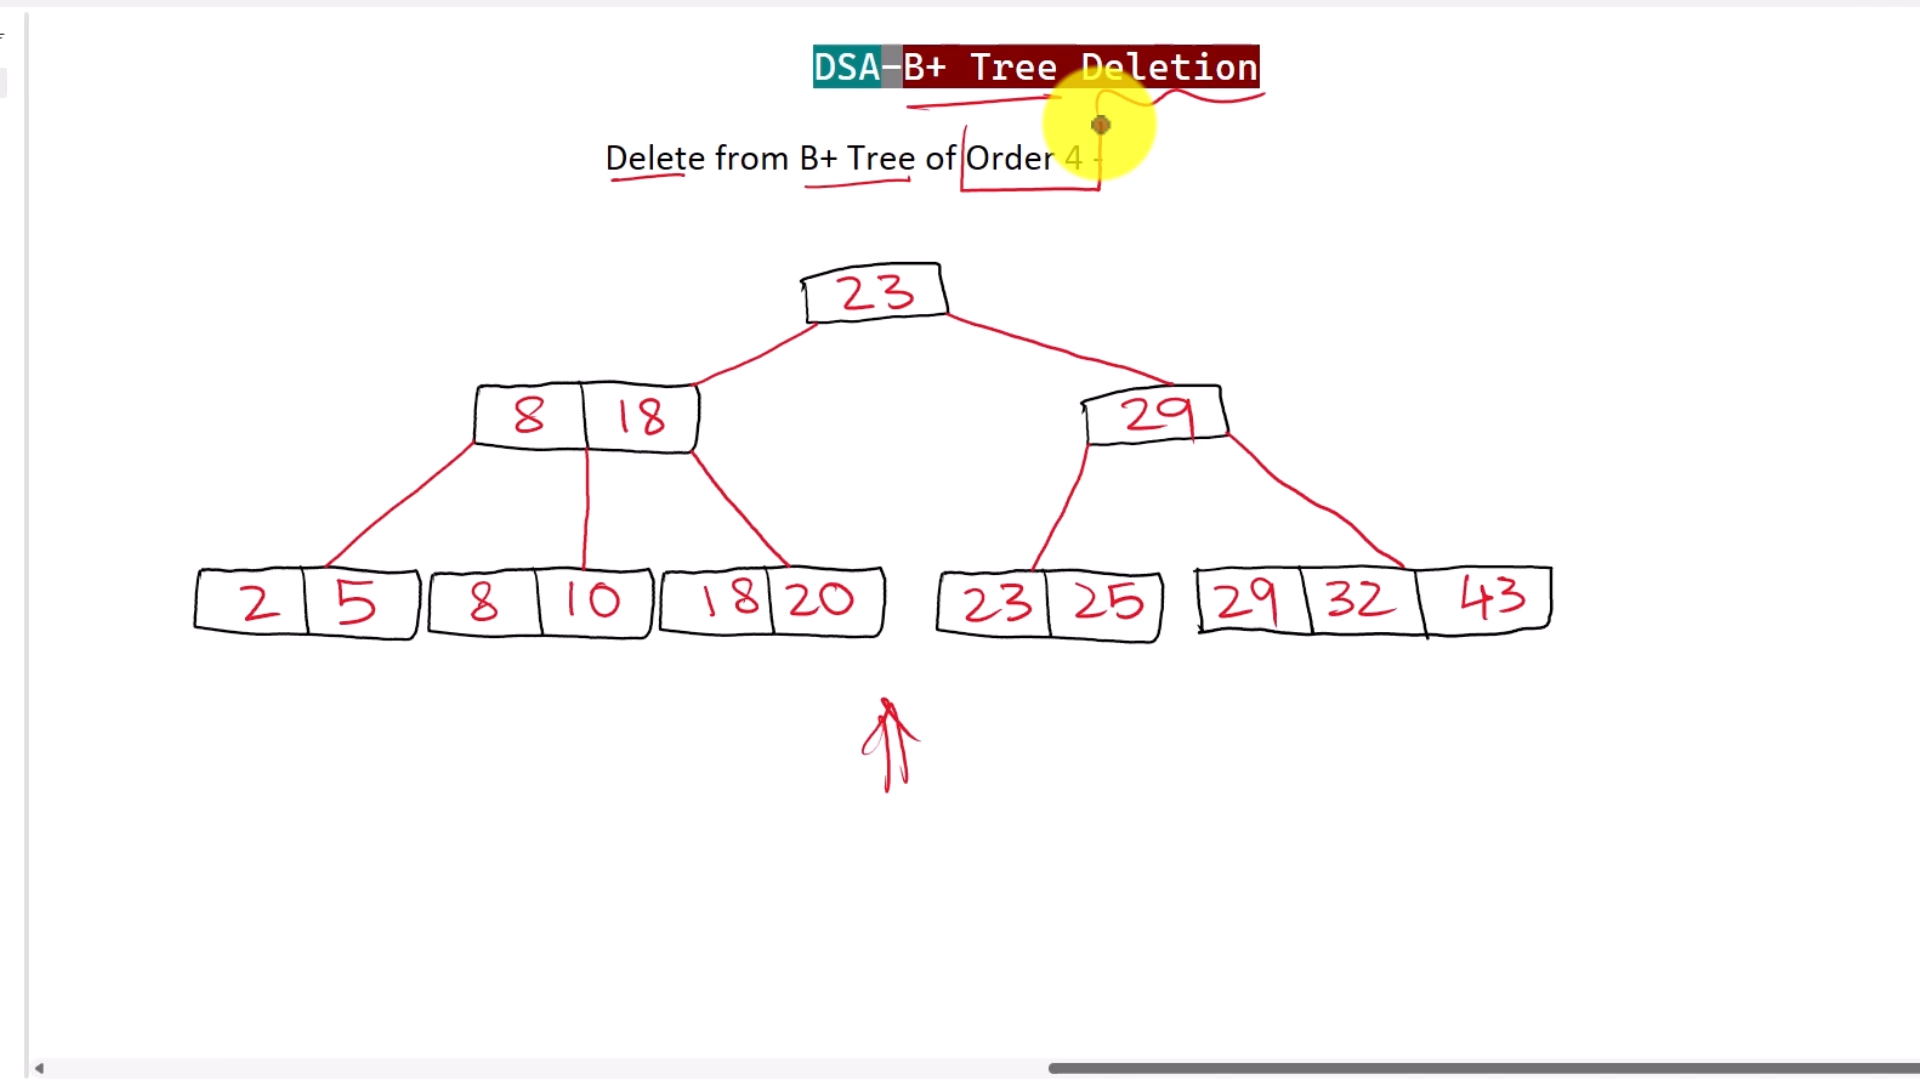 DSA-B+ Tree Deletion
Delete from B+ Tree of Order 4 -
23
8 18 29
2 5 8 10 18 20 23 25 29 32 43